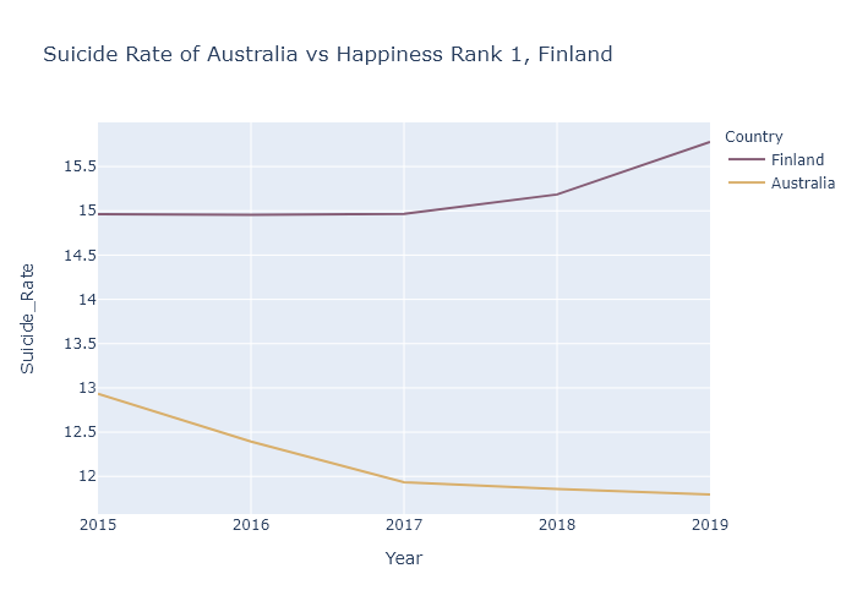 Suicide Rate of Australia vs Happiness Rank 1, Finland
Country
Finland
Australia
Suicide_Rate
15.5
15
14.5
14
13.5
13
12.5
12
2015 2016 2017 2018 2019
Year